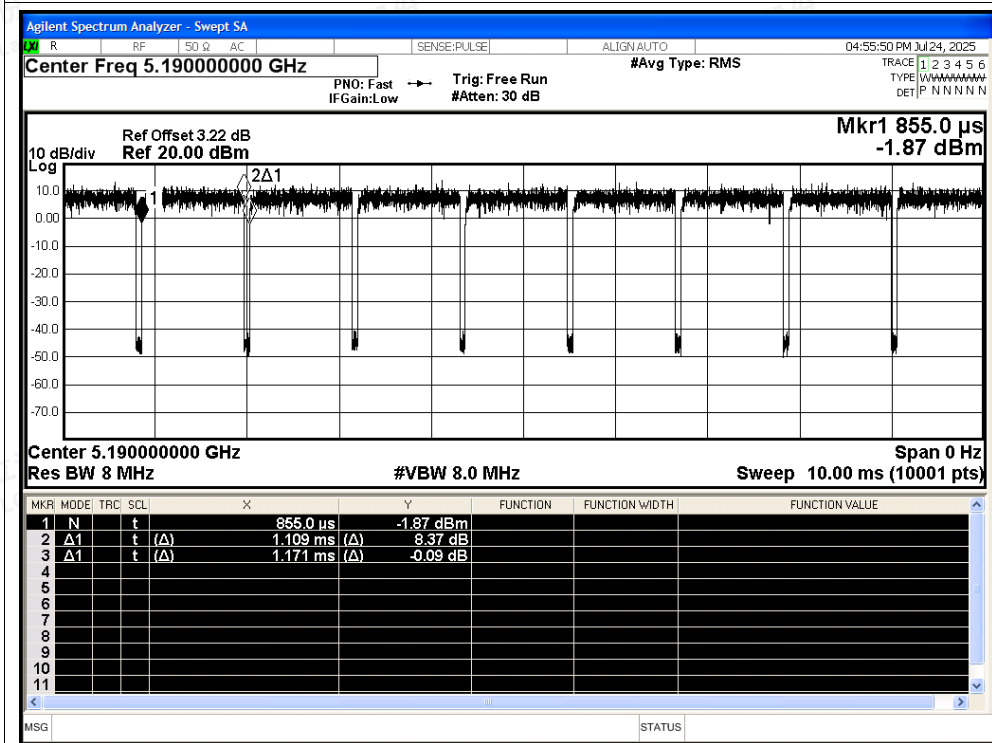 Agilent Spectrum Analyzer - Swept SA
LXI R RF 50 Ω AC SENSE:PULSE ALIGN AUTO 04:55:50 PM Jul 24, 2025
Center Freq 5.190000000 GHz #Avg Type: RMS TRACE 1 2 3 4 5 6
PNO: Fast Trig: Free Run TYPE WWWWWW
IFGain:Low #Atten: 30 dB DET P N N N N N
Mkr1 855.0 µs
-1.87 dBm
Ref Offset 3.22 dB
10 dB/div Ref 20.00 dBm
Log
2Δ1
10.0
1
0.00
-10.0
-20.0
-30.0
-40.0
-50.0
-60.0
-70.0
Center 5.190000000 GHz Span 0 Hz
Res BW 8 MHz #VBW 8.0 MHz Sweep 10.00 ms (10001 pts)
MKR MODE TRC SCL X Y FUNCTION FUNCTION WIDTH FUNCTION VALUE
1 N t 855.0 µs -1.87 dBm
2 Δ1 t (Δ) 1.109 ms (Δ) 8.37 dB
3 Δ1 t (Δ) 1.171 ms (Δ) -0.09 dB
4
5
6
7
8
9
10
11
MSG STATUS